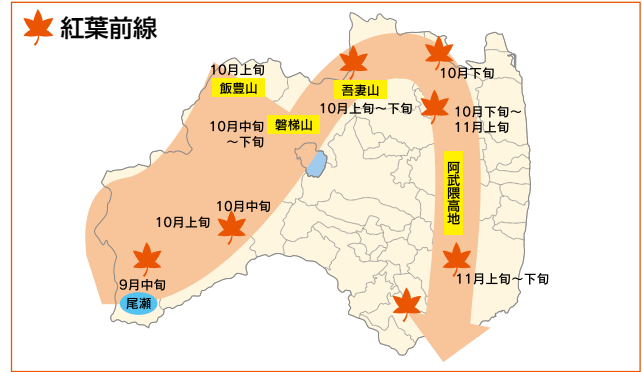 紅葉前線
10月上旬
飯豊山
吾妻山
10月上旬〜下旬
10月下旬
10月下旬〜
11月上旬
10月中旬
〜下旬
磐梯山
阿武隈高地
10月中旬
10月上旬
9月中旬
尾瀬
11月上旬〜下旬